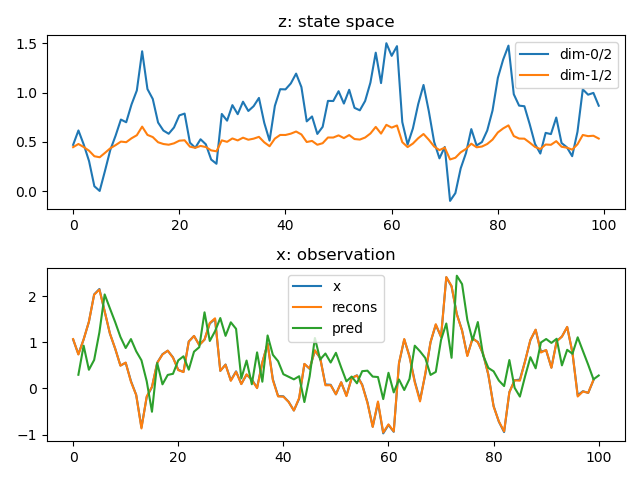 z: state space
1.5
1.0
0.5
0.0
dim-0/2
dim-1/2
0 20 40 60 80 100
x: observation
2
1
0
−1
x
recons
pred
0 20 40 60 80 100